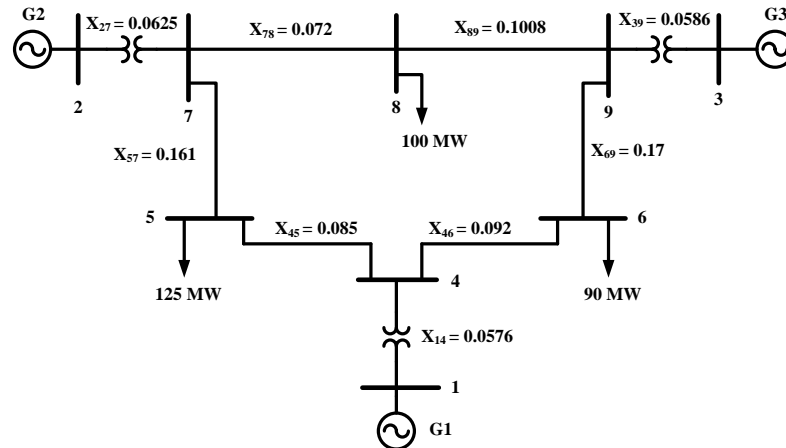 G2
X₂₇ = 0.0625
X₇₈ = 0.072
X₈₉ = 0.1008
X₃₉ = 0.0586
G3
2
7
8
9
3
100 MW
X₅₇ = 0.161
X₆₉ = 0.17
5
X₄₅ = 0.085
X₄₆ = 0.092
6
125 MW
4
90 MW
X₁₄ = 0.0576
1
G1